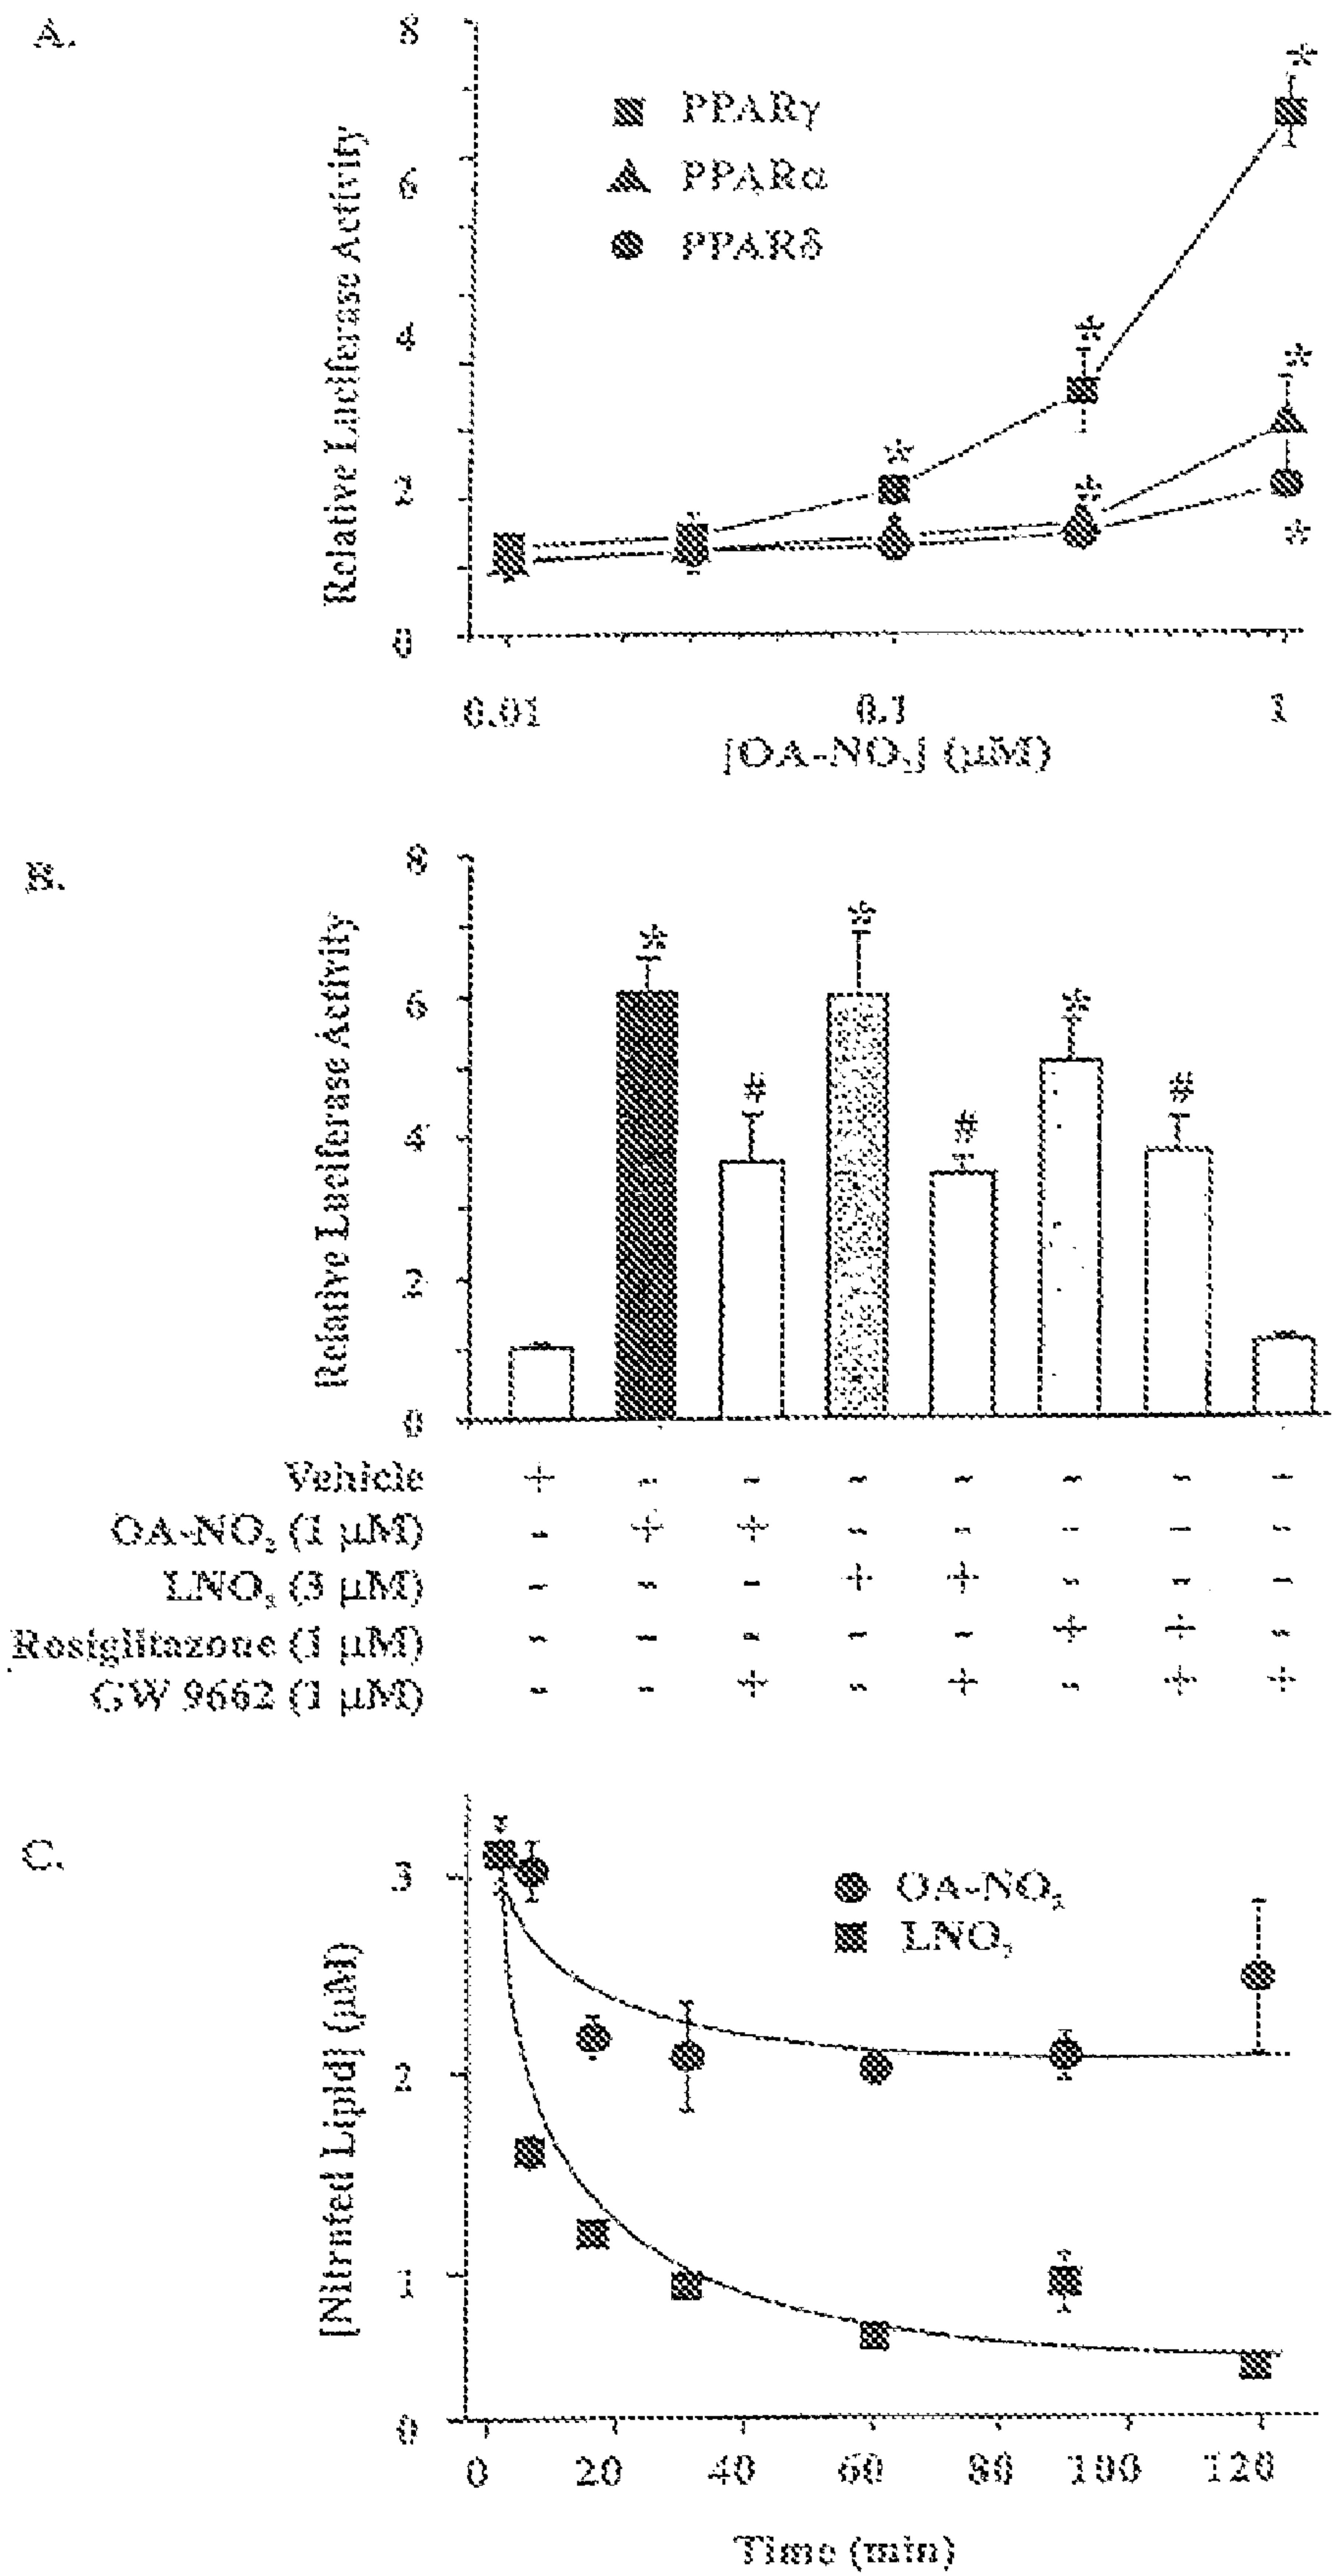 A.
8
6
4
2
0
Relative Luciferase Activity
PPARγ
PPARα
PPARδ
*
*
*
*
*
*
0.01
0.1
1
[OA-NO₂] (μM)
B.
8
6
4
2
0
Relative Luciferase Activity
*
#
*
#
*
#
Vehicle + - - - - - - -
OA-NO₂ (1 μM) - + + - - - - -
LNO₂ (3 μM) - - - + + - - -
Rosiglitazone (1 μM) - - - - - + + -
GW 9662 (1 μM) - - + - + - + +
C.
3
2
1
0
[Nitrated Lipid] (μM)
OA-NO₂
LNO₂
0 20 40 60 80 100 120
Time (min)